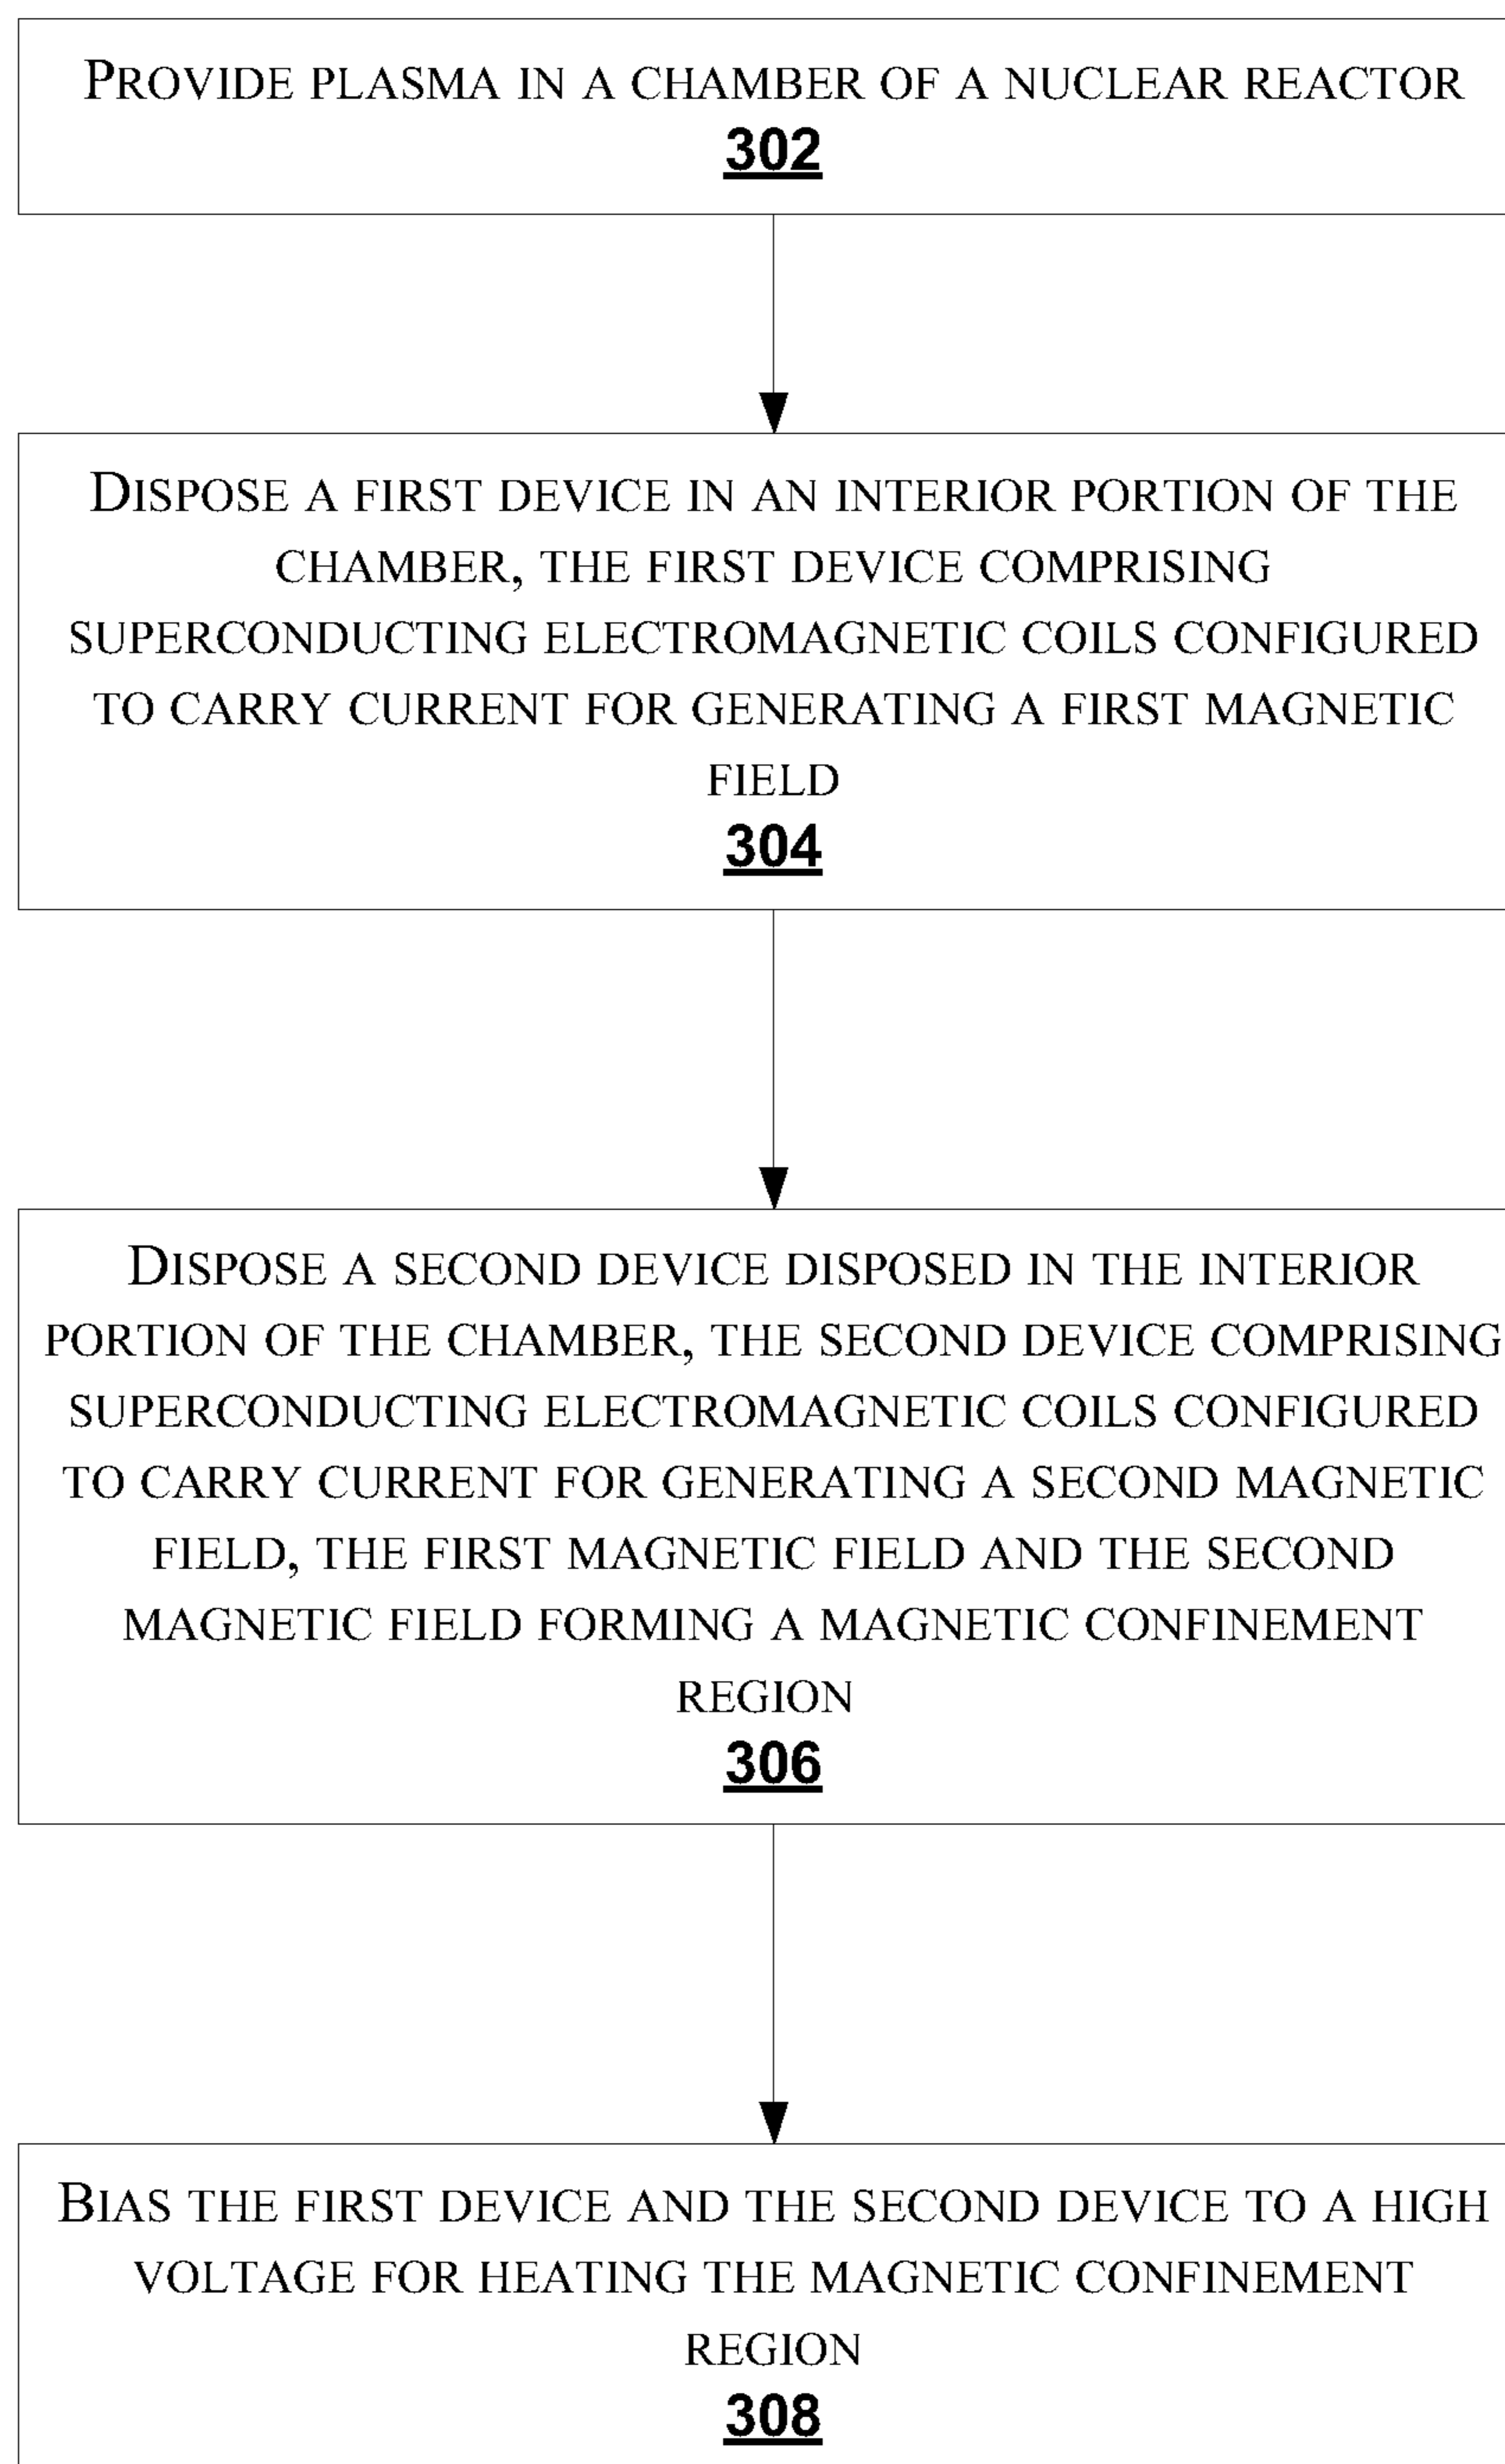 PROVIDE PLASMA IN A CHAMBER OF A NUCLEAR REACTOR
302
DISPOSE A FIRST DEVICE IN AN INTERIOR PORTION OF THE
CHAMBER, THE FIRST DEVICE COMPRISING
SUPERCONDUCTING ELECTROMAGNETIC COILS CONFIGURED
TO CARRY CURRENT FOR GENERATING A FIRST MAGNETIC
FIELD
304
DISPOSE A SECOND DEVICE DISPOSED IN THE INTERIOR
PORTION OF THE CHAMBER, THE SECOND DEVICE COMPRISING
SUPERCONDUCTING ELECTROMAGNETIC COILS CONFIGURED
TO CARRY CURRENT FOR GENERATING A SECOND MAGNETIC
FIELD, THE FIRST MAGNETIC FIELD AND THE SECOND
MAGNETIC FIELD FORMING A MAGNETIC CONFINEMENT
REGION
306
BIAS THE FIRST DEVICE AND THE SECOND DEVICE TO A HIGH
VOLTAGE FOR HEATING THE MAGNETIC CONFINEMENT
REGION
308